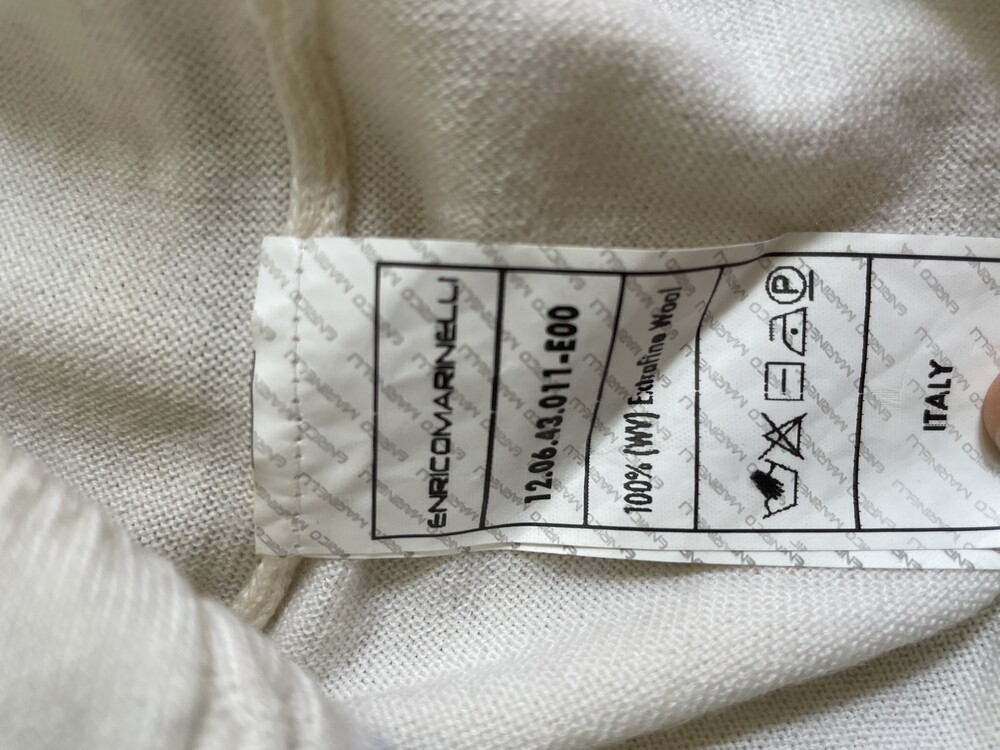 ENRICOMARINELLI
12.06.43.011-E00
100% (WY) Extrafine Wool
P
ITALY